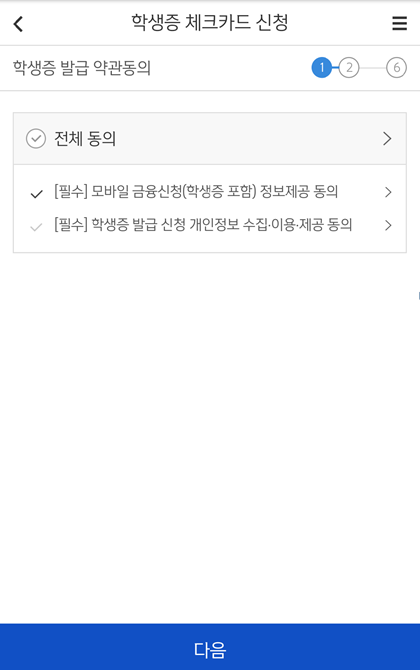 학생증 체크카드 신청
학생증 발급 약관동의
1 2 6
전체 동의
[필수] 모바일 금융신청(학생증 포함) 정보제공 동의
[필수] 학생증 발급 신청 개인정보 수집·이용·제공 동의
다음